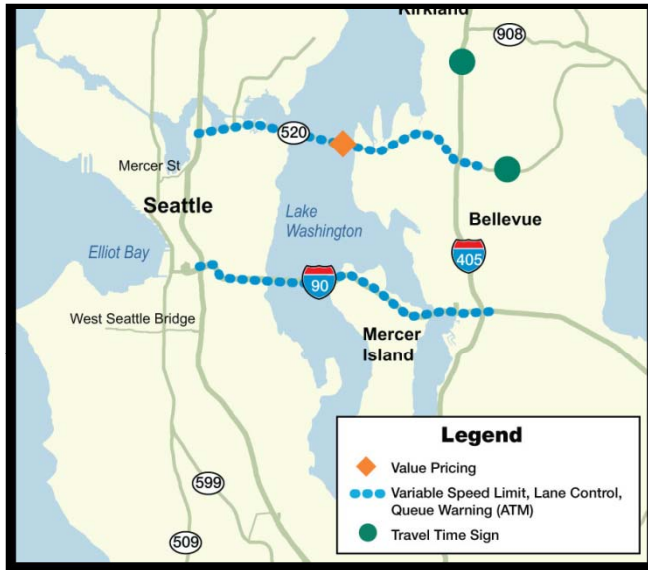 Kirkland
908
520
Mercer St
Seattle
Lake
Washington
Bellevue
Elliot Bay
405
90
West Seattle Bridge
Mercer
Island
Legend
Value Pricing
Variable Speed Limit, Lane Control,
Queue Warning (ATM)
Travel Time Sign
599
509